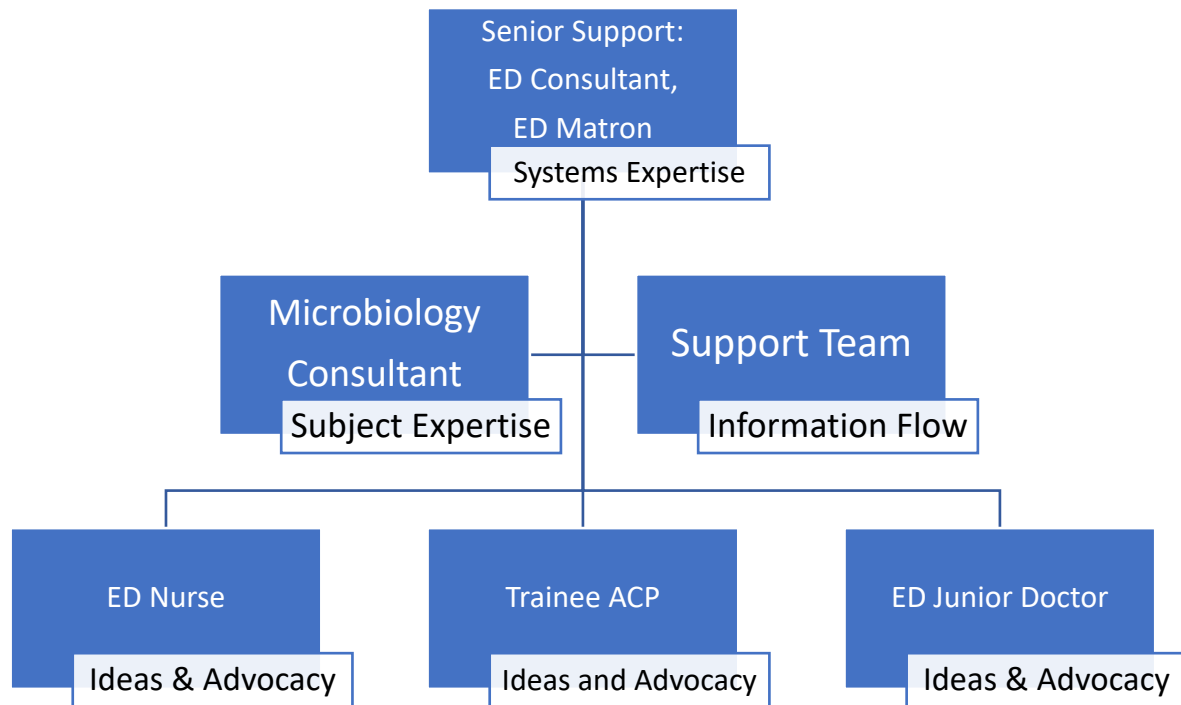 Senior Support:
ED Consultant,
ED Matron
Systems Expertise
Microbiology
Consultant
Subject Expertise
Support Team
Information Flow
ED Nurse
Ideas & Advocacy
Trainee ACP
Ideas and Advocacy
ED Junior Doctor
Ideas & Advocacy